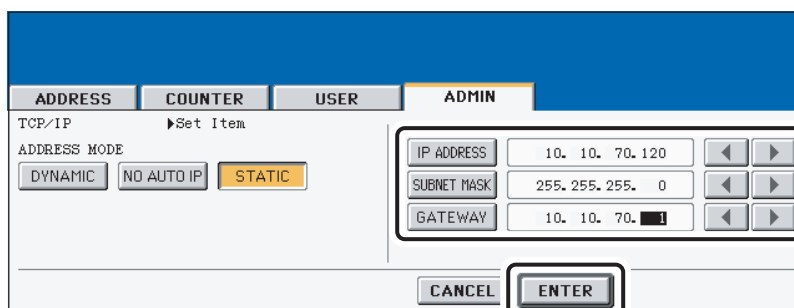 ADDRESS COUNTER USER ADMIN
TCP/IP ▶Set Item
ADDRESS MODE
DYNAMIC NO AUTO IP STATIC
IP ADDRESS 10. 10. 70.120
SUBNET MASK 255.255.255. 0
GATEWAY 10. 10. 70. 1
CANCEL ENTER